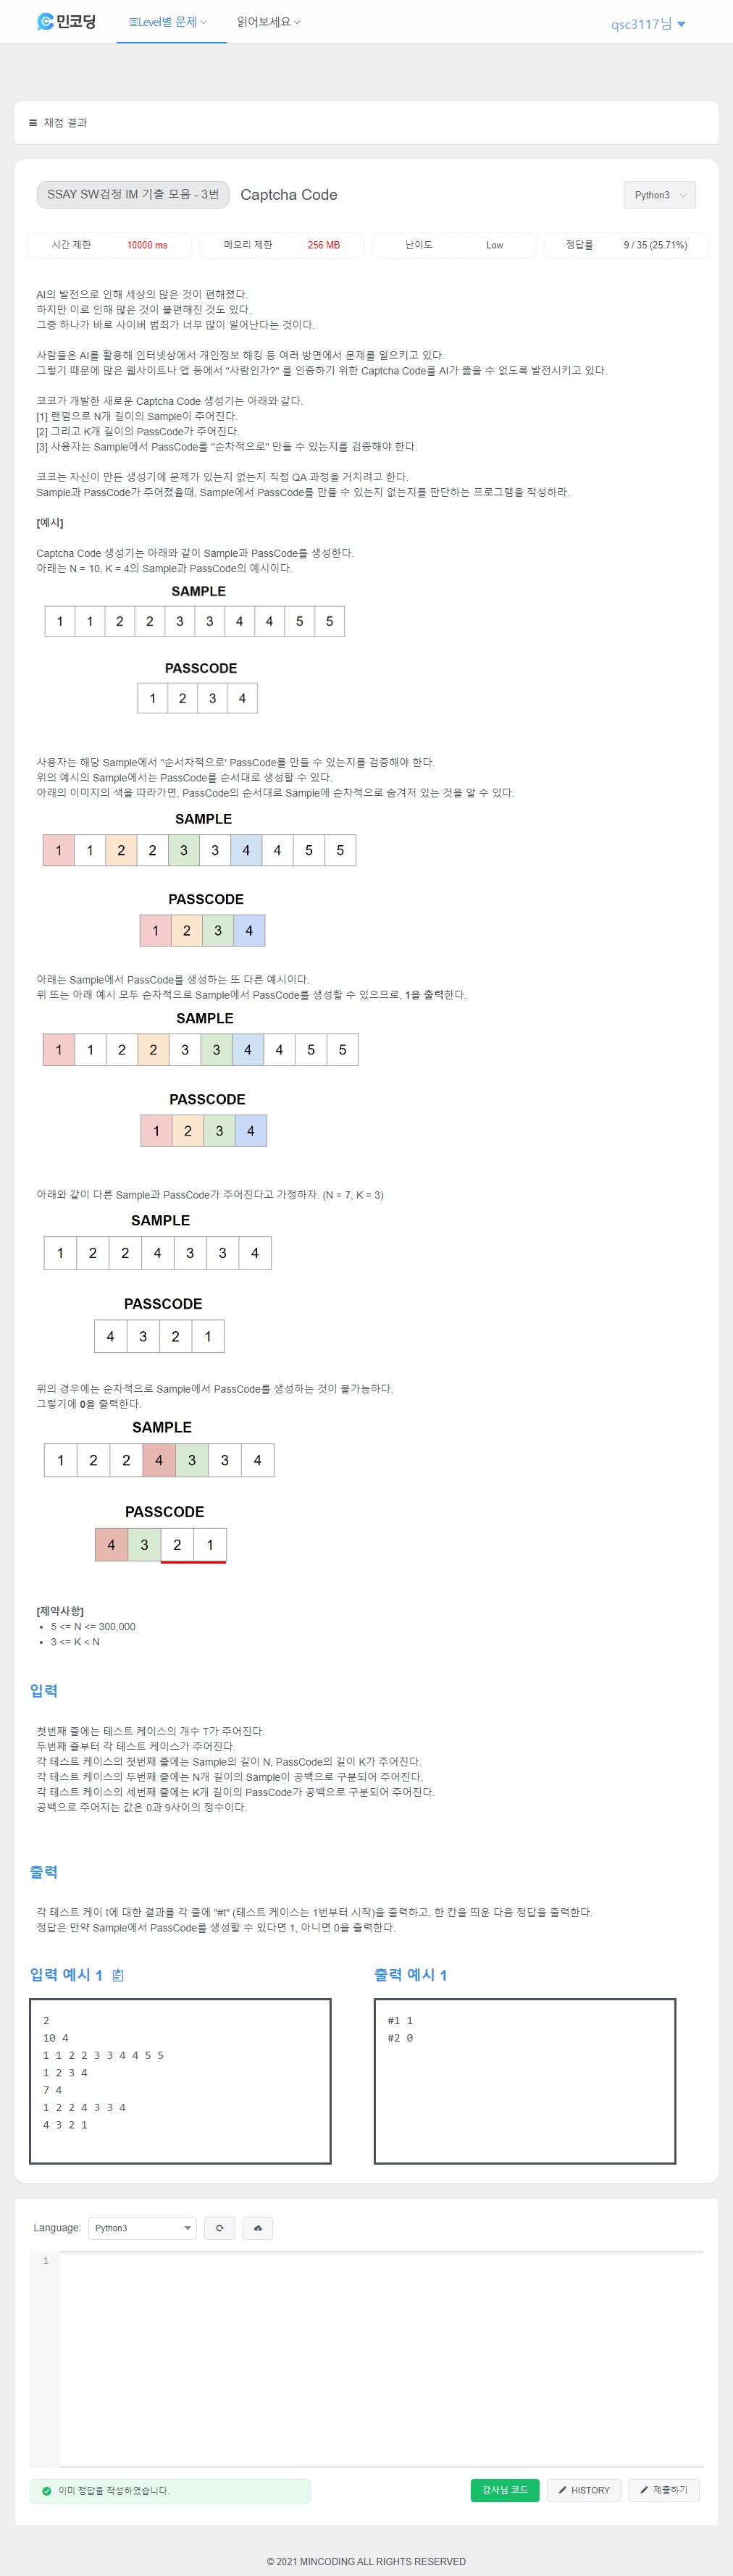 민코딩
Level별 문제
읽어보세요
qsc3117님
채점 결과
SSAY SW검정 IM 기출 모음 - 3번
Captcha Code
Python3
시간 제한 10000 ms
메모리 제한 256 MB
난이도 Low
정답률 9 / 35 (25.71%)
AI의 발전으로 인해 세상의 많은 것이 편해졌다.
하지만 이로 인해 많은 것이 불편해진 것도 있다.
그중 하나가 바로 사이버 범죄가 너무 많이 일어난다는 것이다.
사람들은 AI를 활용해 인터넷상에서 개인정보 해킹 등 여러 방면에서 문제를 일으키고 있다.
그렇기 때문에 많은 웹사이트나 앱 등에서 "사람인가?" 를 인증하기 위한 Captcha Code를 AI가 뚫을 수 없도록 발전시키고 있다.
코코가 개발한 새로운 Captcha Code 생성기는 아래와 같다.
[1] 랜덤으로 N개 길이의 Sample이 주어진다.
[2] 그리고 K개 길이의 PassCode가 주어진다.
[3] 사용자는 Sample에서 PassCode를 "순차적으로" 만들 수 있는지를 검증해야 한다.
코코는 자신이 만든 생성기에 문제가 있는지 없는지 직접 QA 과정을 거치려고 한다.
Sample과 PassCode가 주어졌을때, Sample에서 PassCode를 만들 수 있는지 없는지를 판단하는 프로그램을 작성하라.
[예시]
Captcha Code 생성기는 아래와 같이 Sample과 PassCode를 생성한다.
아래는 N = 10, K = 4의 Sample과 PassCode의 예시이다.
SAMPLE
1 1 2 2 3 3 4 4 5 5
PASSCODE
1 2 3 4
사용자는 해당 Sample에서 "순서차적으로' PassCode를 만들 수 있는지를 검증해야 한다.
위의 예시의 Sample에서는 PassCode를 순서대로 생성할 수 있다.
아래의 이미지의 색을 따라가면, PassCode의 순서대로 Sample에 순차적으로 숨겨저 있는 것을 알 수 있다.
SAMPLE
1 1 2 2 3 3 4 4 5 5
PASSCODE
1 2 3 4
아래는 Sample에서 PassCode를 생성하는 또 다른 예시이다.
위 또는 아래 예시 모두 순차적으로 Sample에서 PassCode를 생성할 수 있으므로, 1을 출력한다.
SAMPLE
1 1 2 2 3 3 4 4 5 5
PASSCODE
1 2 3 4
아래와 같이 다른 Sample과 PassCode가 주어진다고 가정하자. (N = 7, K = 3)
SAMPLE
1 2 2 4 3 3 4
PASSCODE
4 3 2 1
위의 경우에는 순차적으로 Sample에서 PassCode를 생성하는 것이 불가능하다.
그렇기에 0을 출력한다.
SAMPLE
1 2 2 4 3 3 4
PASSCODE
4 3 2 1
[제약사항]
• 5 <= N <= 300,000
• 3 <= K < N
입력
첫번째 줄에는 테스트 케이스의 개수 T가 주어진다.
두번째 줄부터 각 테스트 케이스가 주어진다.
각 테스트 케이스의 첫번째 줄에는 Sample의 길이 N, PassCode의 길이 K가 주어진다.
각 테스트 케이스의 두번째 줄에는 N개 길이의 Sample이 공백으로 구분되어 주어진다.
각 테스트 케이스의 세번째 줄에는 K개 길이의 PassCode가 공백으로 구분되어 주어진다.
공백으로 주어지는 값은 0과 9사이의 정수이다.
출력
각 테스트 케이 t에 대한 결과를 각 줄에 "#t" (테스트 케이스는 1번부터 시작)을 출력하고, 한 칸을 띄운 다음 정답을 출력한다.
정답은 만약 Sample에서 PassCode를 생성할 수 있다면 1, 아니면 0을 출력한다.
입력 예시 1
2
10 4
1 1 2 2 3 3 4 4 5 5
1 2 3 4
7 4
1 2 2 4 3 3 4
4 3 2 1
출력 예시 1
#1 1
#2 0
Language: Python3
1
이미 정답을 작성하였습니다.
강사님 코드
HISTORY
제출하기
© 2021 MINCODING ALL RIGHTS RESERVED